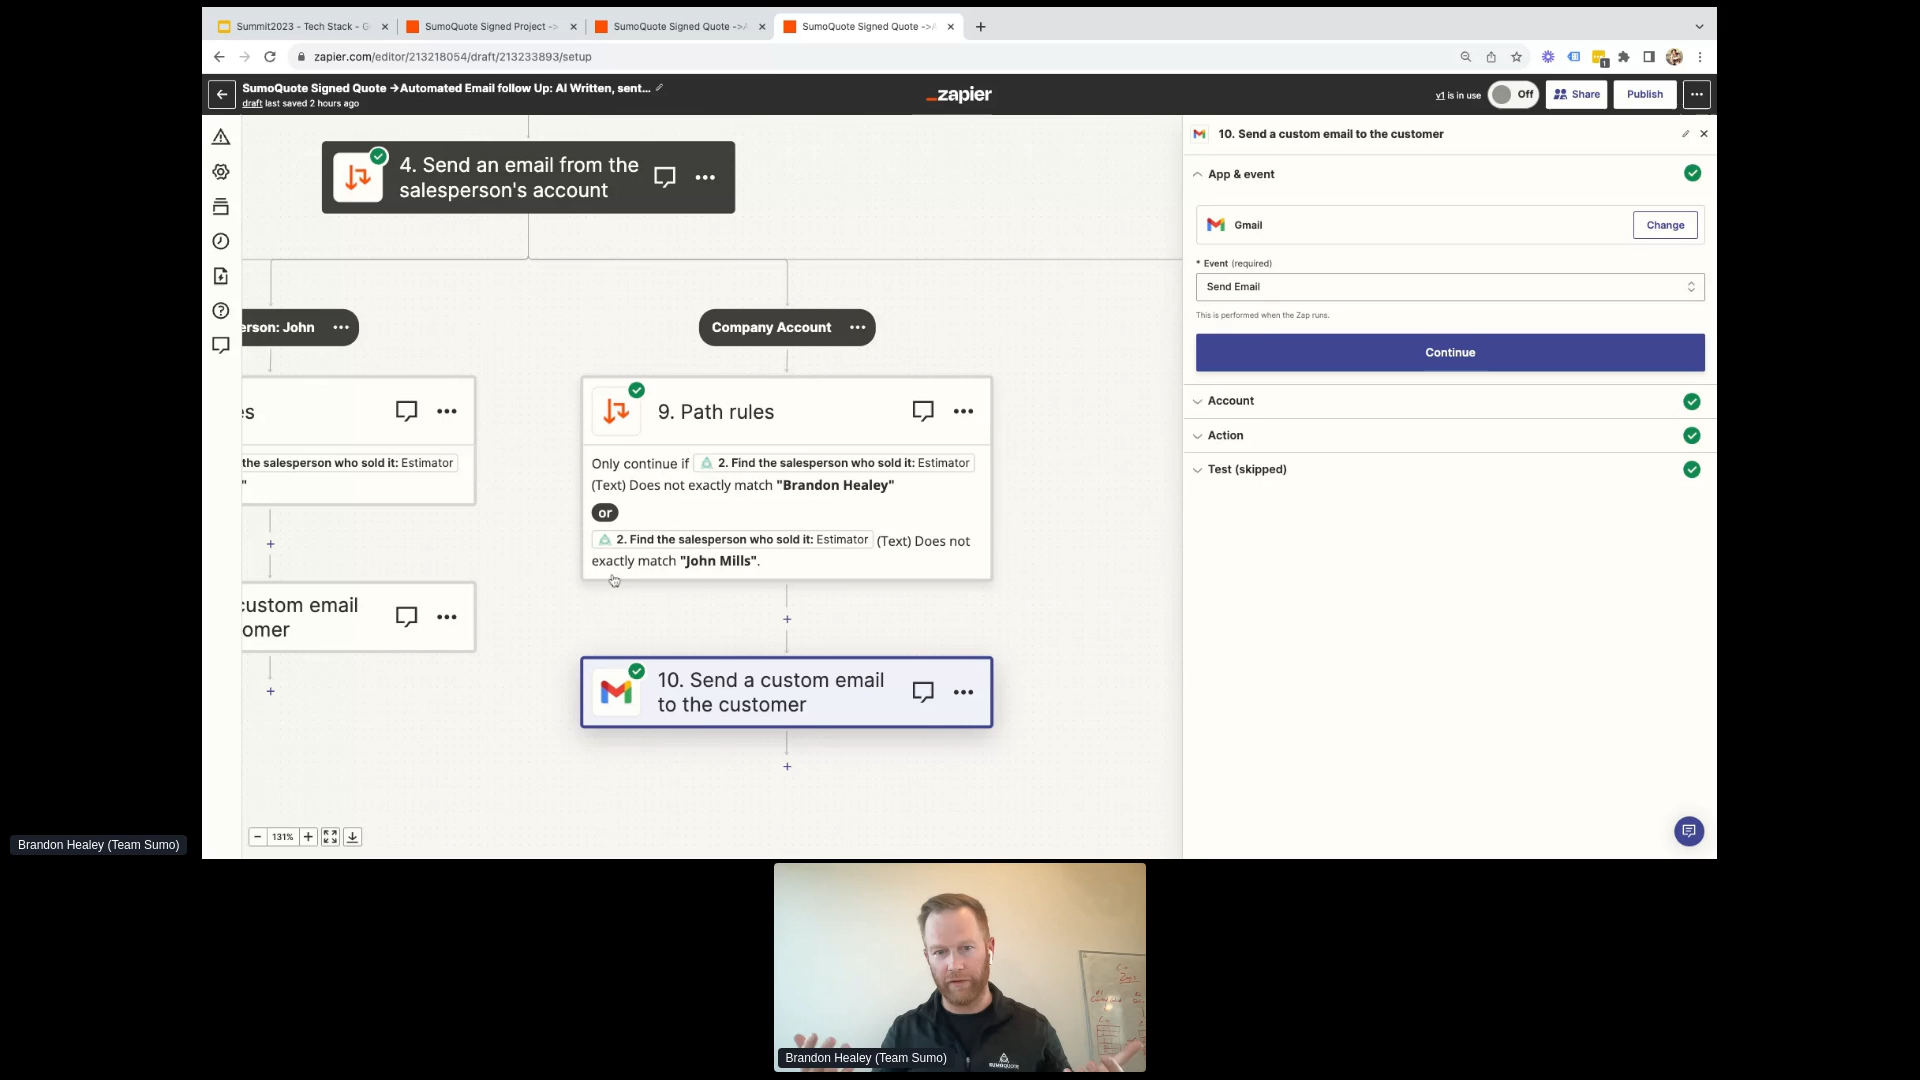 Summit2023 - Tech Stack - G
SumoQuote Signed Project ->
SumoQuote Signed Quote ->A
SumoQuote Signed Quote ->A
zapier.com/editor/213218054/draft/213233893/setup
SumoQuote Signed Quote →Automated Email follow Up: AI Written, sent...
draft last saved 2 hours ago
_zapier
v1 is in use
Off
Share
Publish
4. Send an email from the
salesperson's account
erson: John
Company Account
es
the salesperson who sold it: Estimator
"
custom email
omer
9. Path rules
Only continue if 2. Find the salesperson who sold it: Estimator
(Text) Does not exactly match "Brandon Healey"
or
2. Find the salesperson who sold it: Estimator (Text) Does not
exactly match "John Mills".
10. Send a custom email
to the customer
131%
10. Send a custom email to the customer
App & event
Gmail
Change
* Event (required)
Send Email
This is performed when the Zap runs.
Continue
Account
Action
Test (skipped)
Brandon Healey (Team Sumo)
SUMOQUOTE
Brandon Healey (Team Sumo)